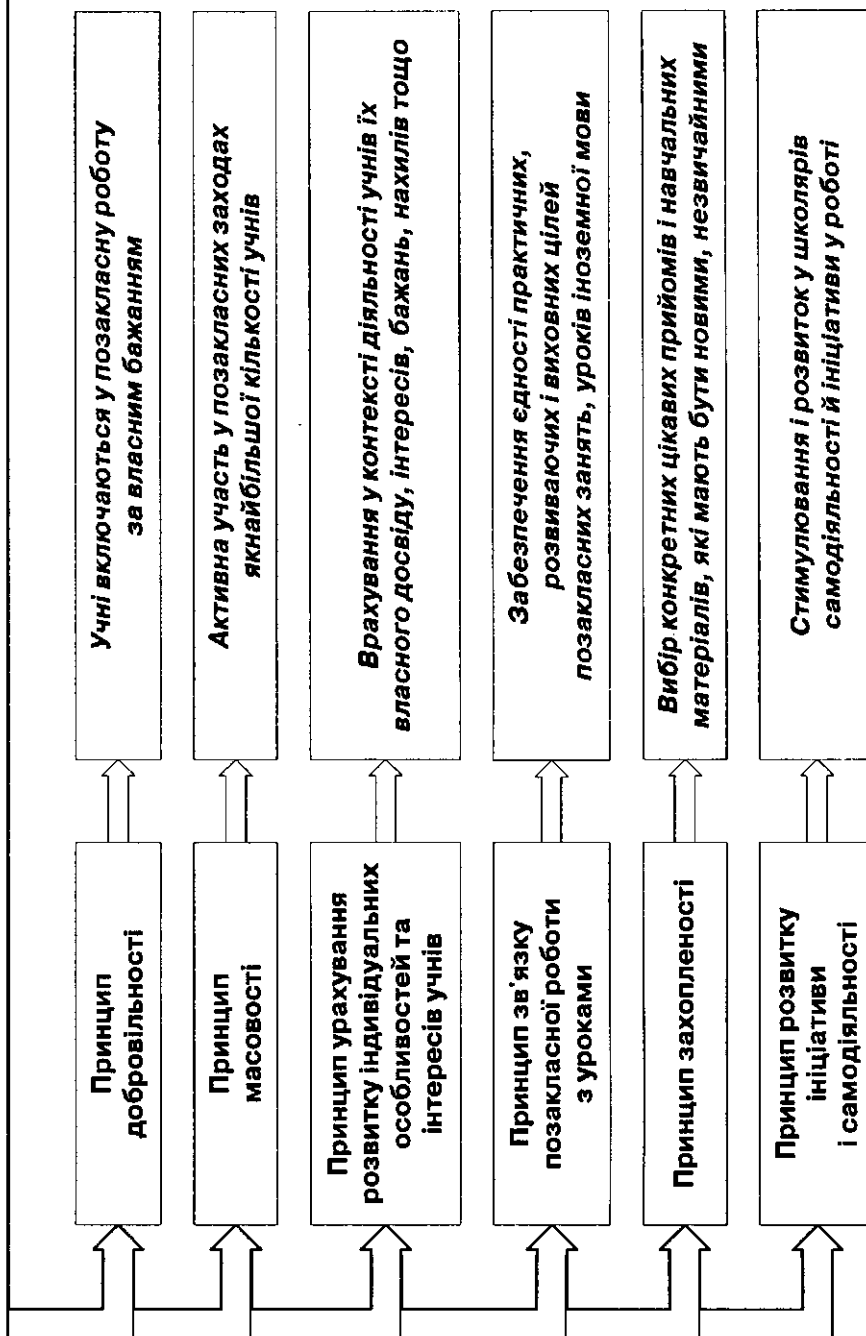 Принцип
добровільності
Учні включаються у позакласну роботу
за власним бажанням
Принцип
масовості
Активна участь у позакласних заходах
якнайбільшої кількості учнів
Принцип урахування
розвитку індивідуальних
особливостей та
інтересів учнів
Врахування у контексті діяльності учнів їх
власного досвіду, інтересів, бажань, нахилів тощо
Принцип зв'язку
позакласної роботи
з уроками
Забезпечення єдності практичних,
розвиваючих і виховних цілей
позакласних занять, уроків іноземної мови
Принцип захопленості
Вибір конкретних цікавих прийомів і навчальних
матеріалів, які мають бути новими, незвичайними
Принцип розвитку
ініціативи
і самодіяльності
Стимулювання і розвиток у школярів
самодіяльності й ініціативи у роботі